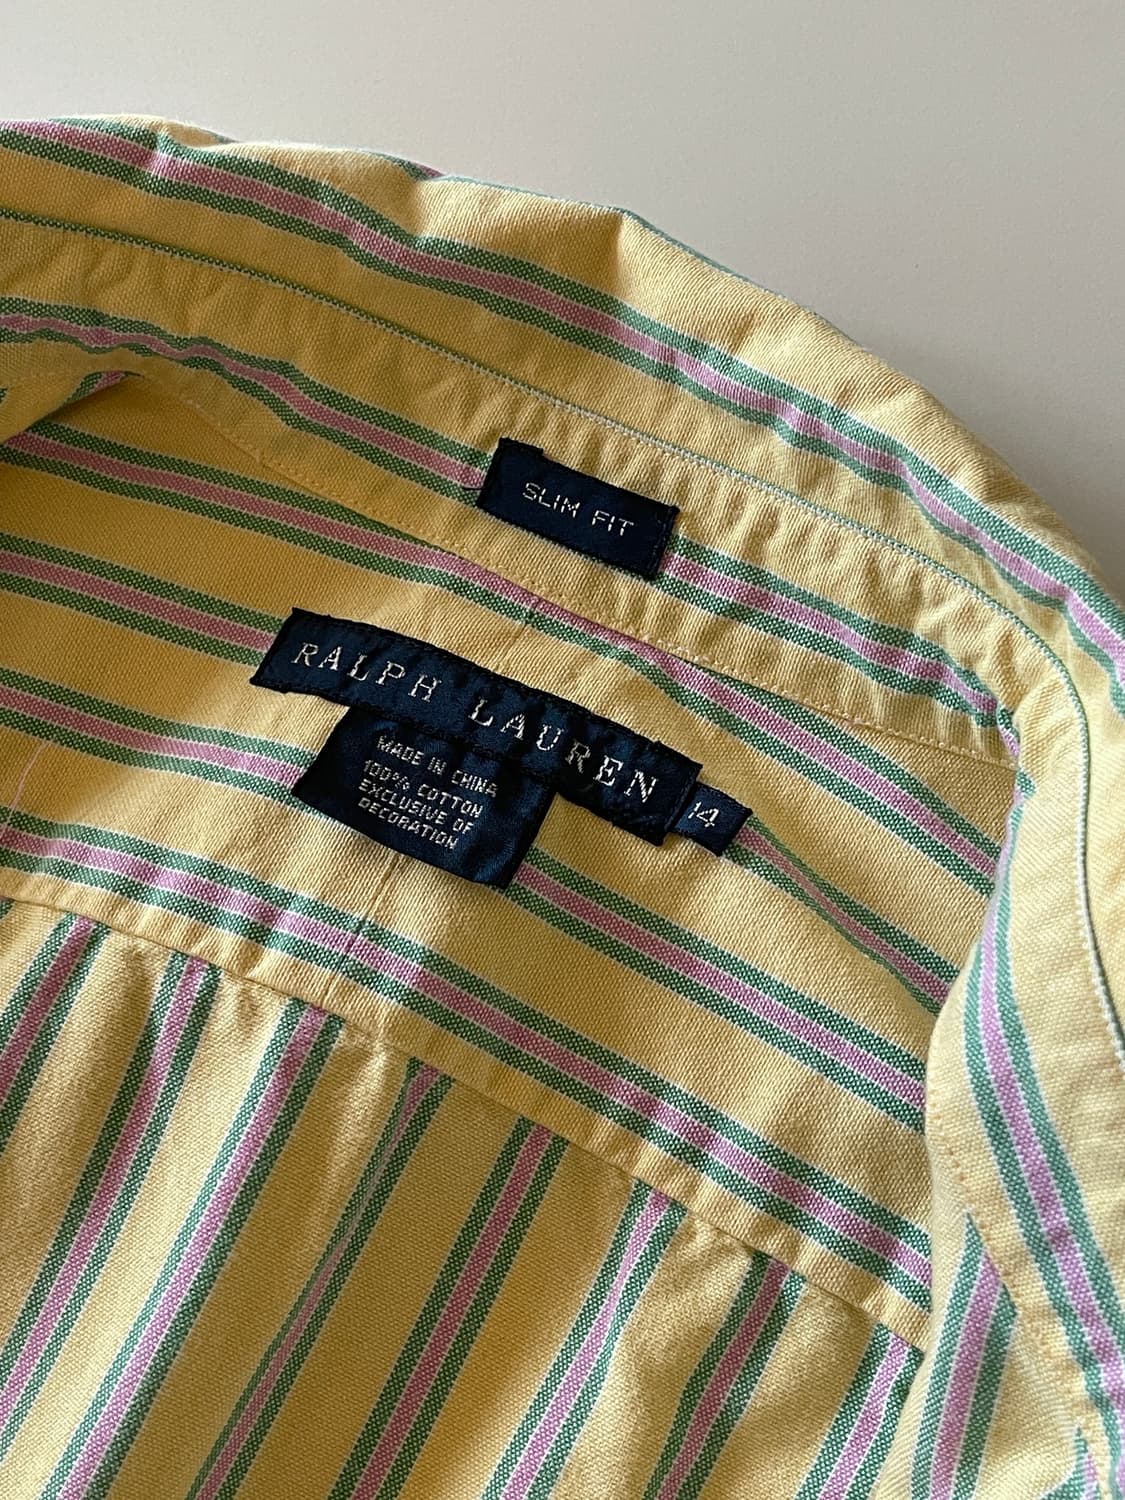 SLIM FIT
RALPH LAUREN
14
MADE IN CHINA
100% COTTON
EXCLUSIVE OF
DECORATION